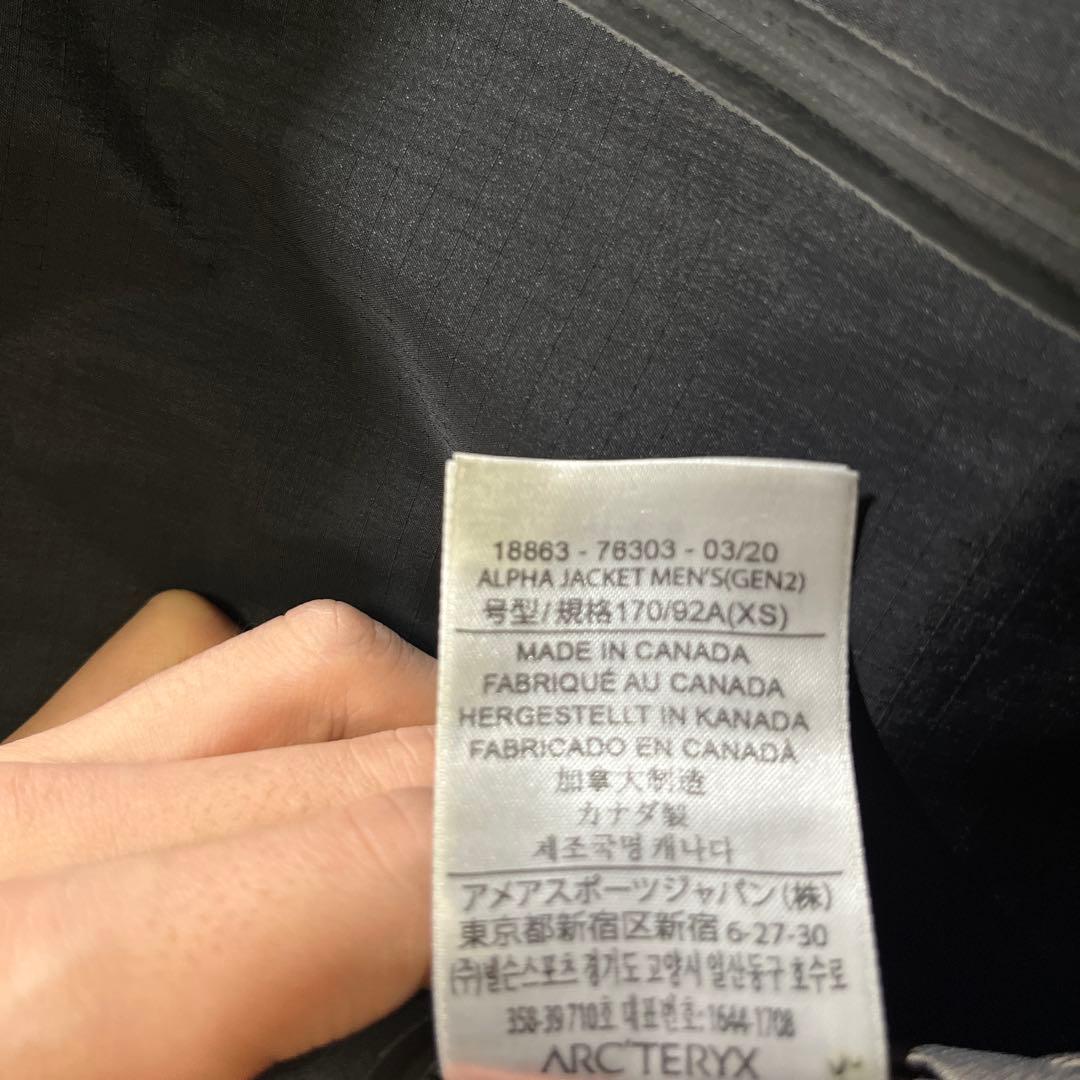 18863 - 76303 - 03/20
ALPHA JACKET MEN'S(GEN2)
号型/規格170/92A(XS)
MADE IN CANADA
FABRIQUÉ AU CANADA
HERGESTELLT IN KANADA
FABRICADO EN CANADÁ
加拿大制造
カナダ製
제조국명 캐나다
アメアスポーツジャパン(株)
東京都新宿区新宿 6-27-30
(주)넬슨스포츠 경기도 고양시 일산동구 호수로
358-39 710호 대표번호: 1644-1708
ARC'TERYX